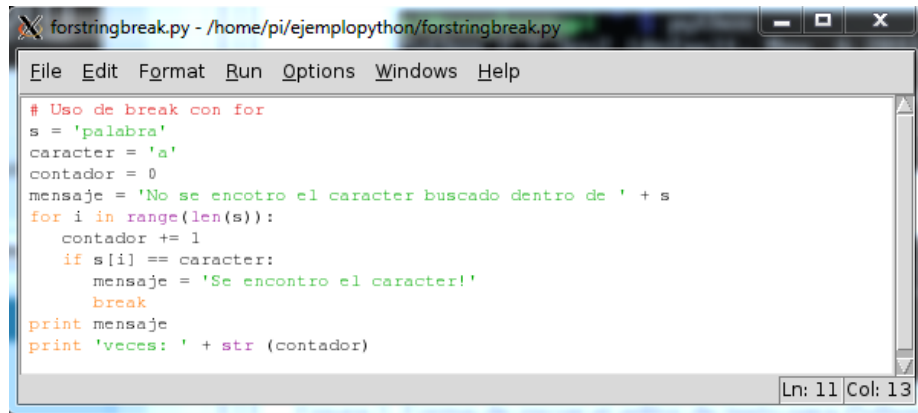 forstringbreak.py - /home/pi/ejemplopython/forstringbreak.py
File Edit Format Run Options Windows Help
# Uso de break con for
s = 'palabra'
caracter = 'a'
contador = 0
mensaje = 'No se encotro el caracter buscado dentro de ' + s
for i in range(len(s)):
   contador += 1
   if s[i] == caracter:
      mensaje = 'Se encontro el caracter!'
      break
print mensaje
print 'veces: ' + str (contador)
Ln: 11 Col: 13